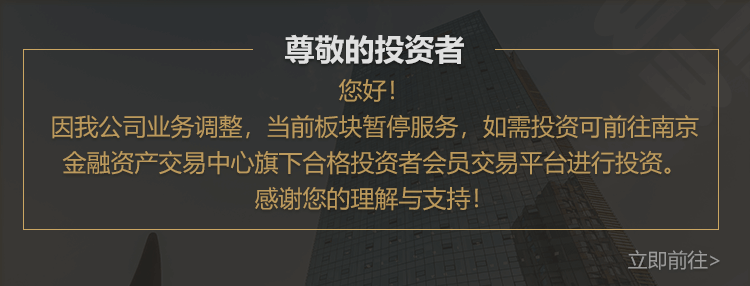 尊敬的投资者
您好！
因我公司业务调整，当前板块暂停服务，如需投资可前往南京
金融资产交易中心旗下合格投资者会员交易平台进行投资。
感谢您的理解与支持！
立即前往>